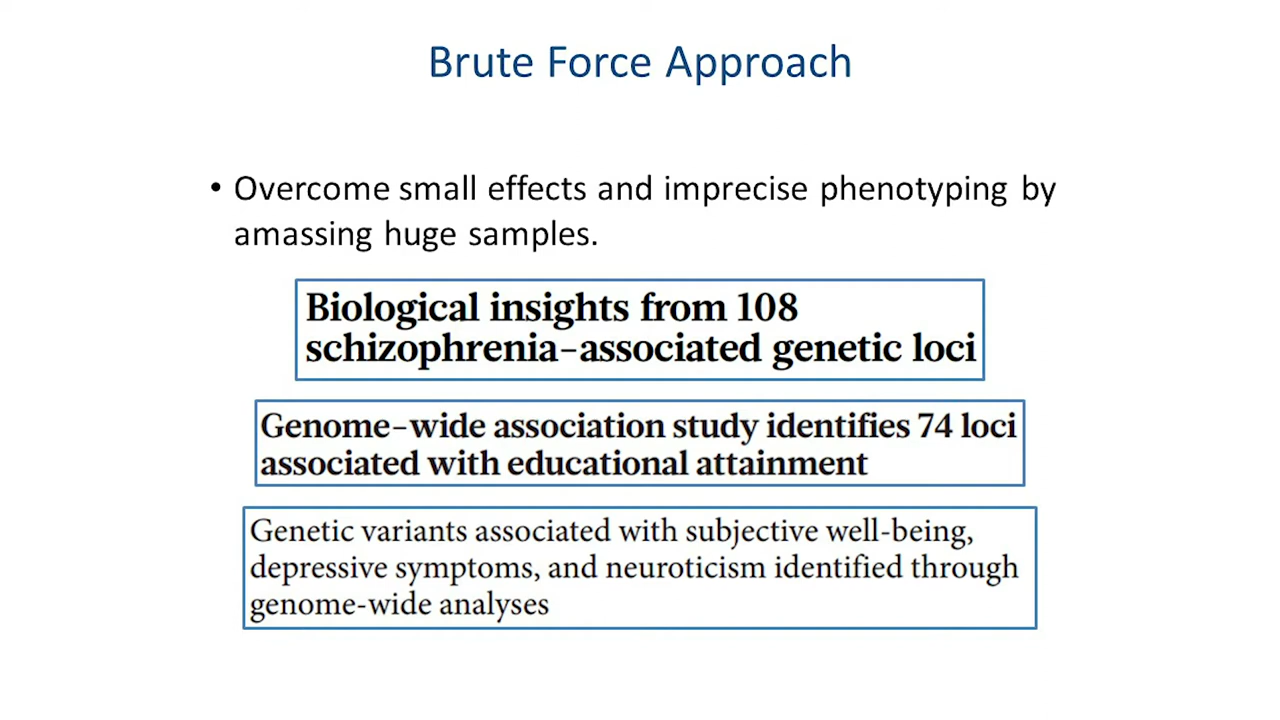 Brute Force Approach
• Overcome small effects and imprecise phenotyping by
amassing huge samples.
Biological insights from 108
schizophrenia-associated genetic loci
Genome-wide association study identifies 74 loci
associated with educational attainment
Genetic variants associated with subjective well-being,
depressive symptoms, and neuroticism identified through
genome-wide analyses